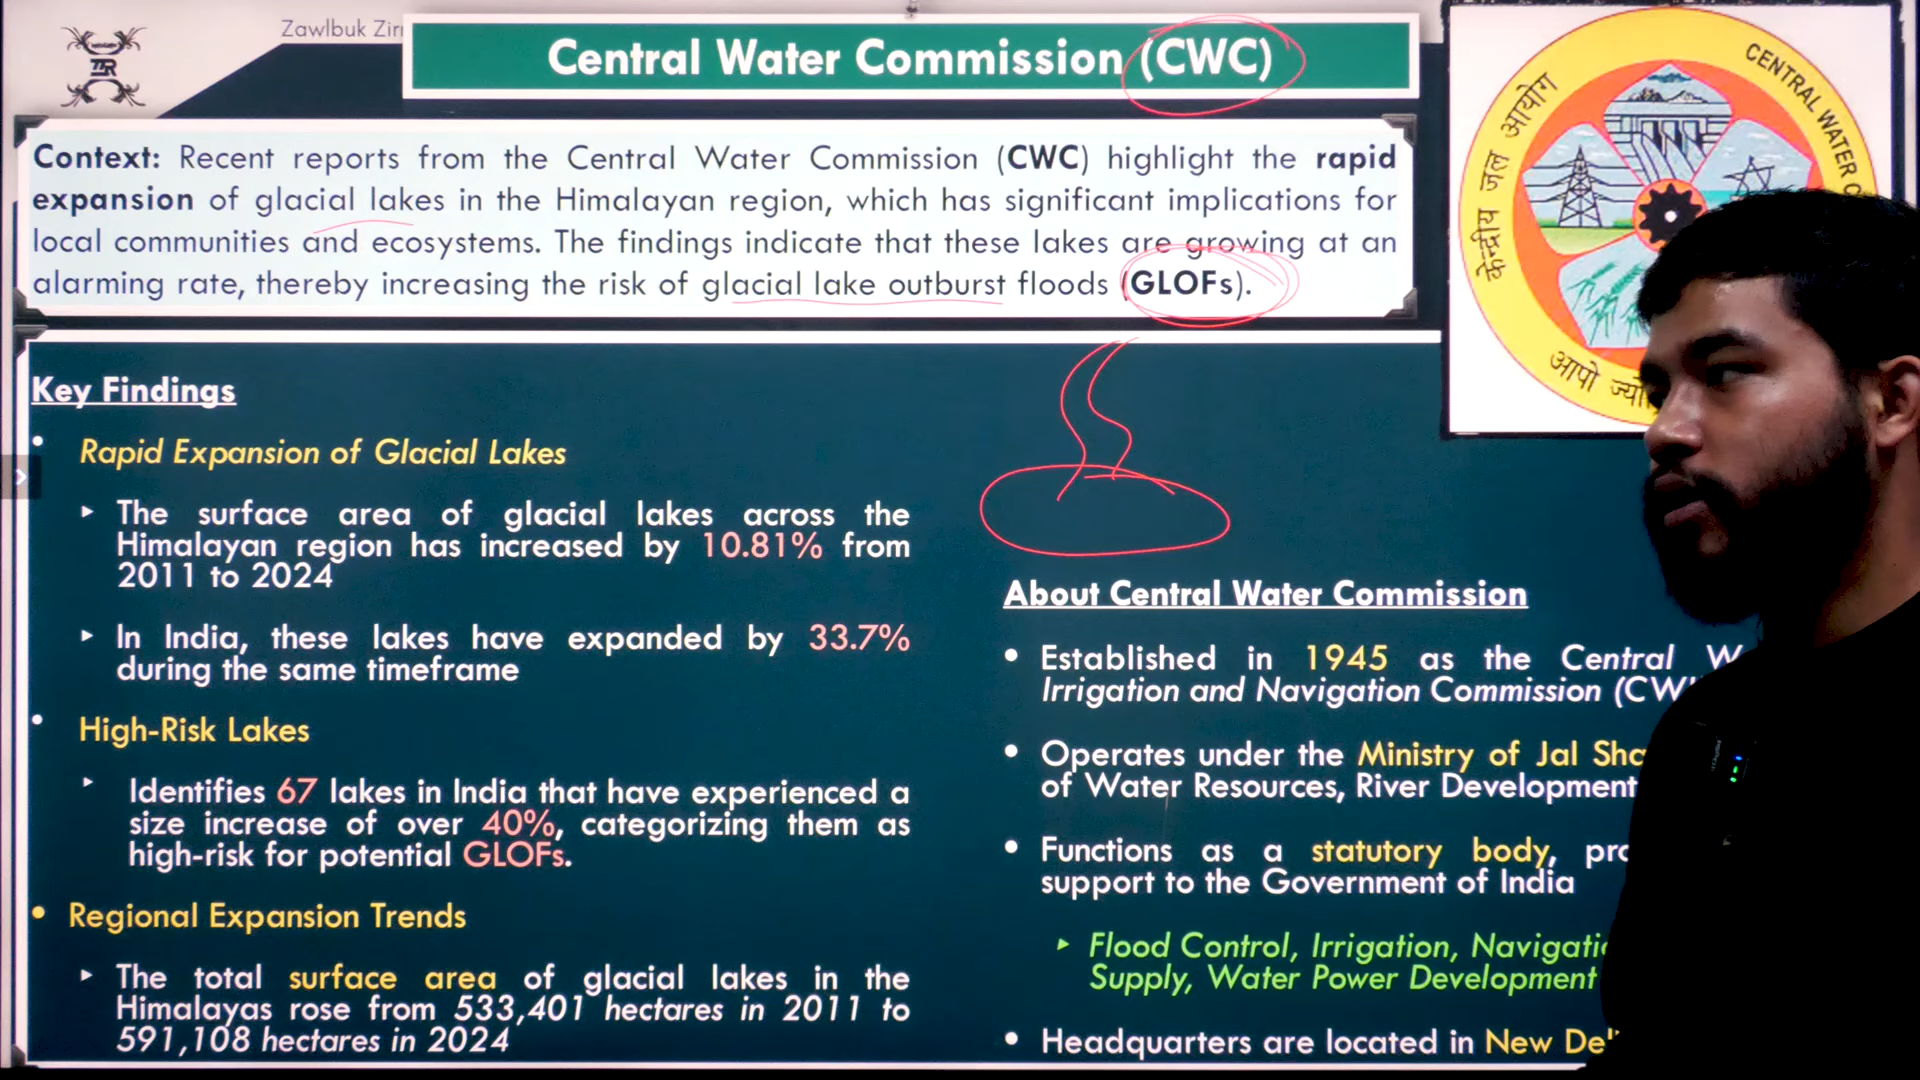 Zawlbuk Zir
Central Water Commission (CWC)
Context: Recent reports from the Central Water Commission (CWC) highlight the rapid
expansion of glacial lakes in the Himalayan region, which has significant implications for
local communities and ecosystems. The findings indicate that these lakes are growing at an
alarming rate, thereby increasing the risk of glacial lake outburst floods (GLOFs).
Key Findings
• Rapid Expansion of Glacial Lakes
The surface area of glacial lakes across the
Himalayan region has increased by 10.81% from
2011 to 2024
In India, these lakes have expanded by 33.7%
during the same timeframe
• High-Risk Lakes
Identifies 67 lakes in India that have experienced a
size increase of over 40%, categorizing them as
high-risk for potential GLOFs.
• Regional Expansion Trends
The total surface area of glacial lakes in the
Himalayas rose from 533,401 hectares in 2011 to
591,108 hectares in 2024
केन्द्रीय जल आयोग
CENTRAL WATER C
आपो
About Central Water Commission
• Established in 1945 as the Central W
Irrigation and Navigation Commission (CW
• Operates under the Ministry of Jal Sha
of Water Resources, River Development
• Functions as a statutory body, pro
support to the Government of India
Flood Control, Irrigation, Navigatio
Supply, Water Power Development
• Headquarters are located in New De